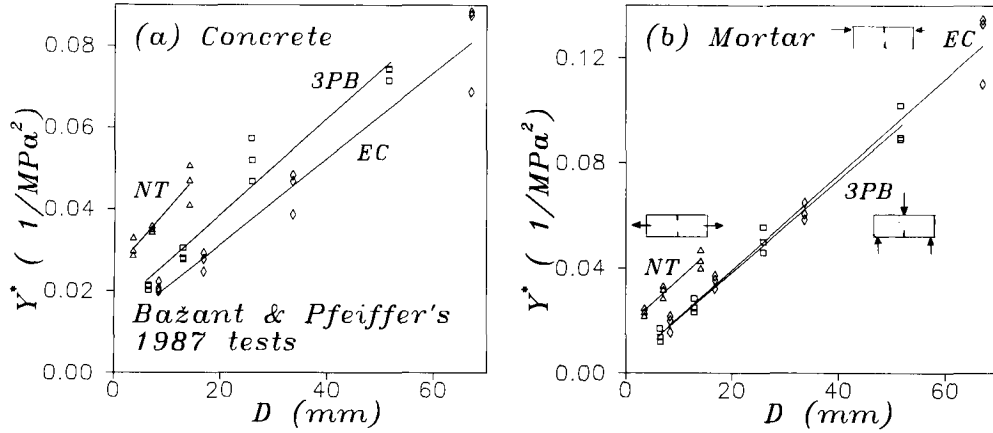 (a) Concrete
3PB
EC
NT
Bažant & Pfeiffer's
1987 tests
Y* ( 1/MPa²)
0.08
0.06
0.04
0.02
0.00
0 20 40 60
D (mm)
(b) Mortar
EC
3PB
NT
Y* ( 1/MPa²)
0.12
0.08
0.04
0.00
0 20 40 60
D (mm)